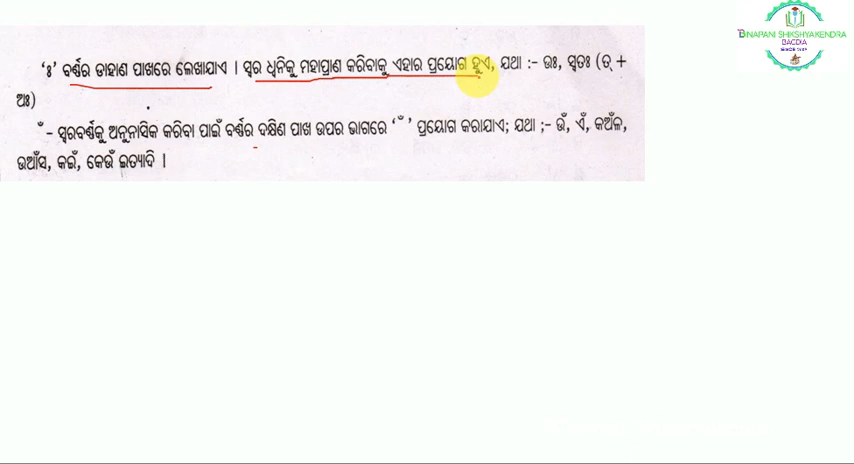 BINAPANI SHIKSHYAKENDRA
BAGDIA
'ଃ' ବର୍ଣ୍ଣର ଡାହାଣ ପାଖରେ ଲେଖାଯାଏ । ସ୍ୱର ଧ୍ୱନିକୁ ମହାପ୍ରାଣ କରିବାକୁ ଏହାର ପ୍ରୟୋଗ ହୁଏ, ଯଥା :- ଉଃ, ସ୍ୱତଃ (ତ୍ +
ଅଃ)
ଁ – ସ୍ୱରବର୍ଣ୍ଣକୁ ଅନୁନାସିକ କରିବା ପାଇଁ ବର୍ଣ୍ଣର ଦକ୍ଷିଣ ପାଖ ଉପର ଭାଗରେ ' ଁ ' ପ୍ରୟୋଗ କରାଯାଏ; ଯଥା ;- ଉଁ, ଏଁ, କଅଁଳ,
ଉଆଁସ, କଇଁ, କେଉଁ ଇତ୍ୟାଦି ।